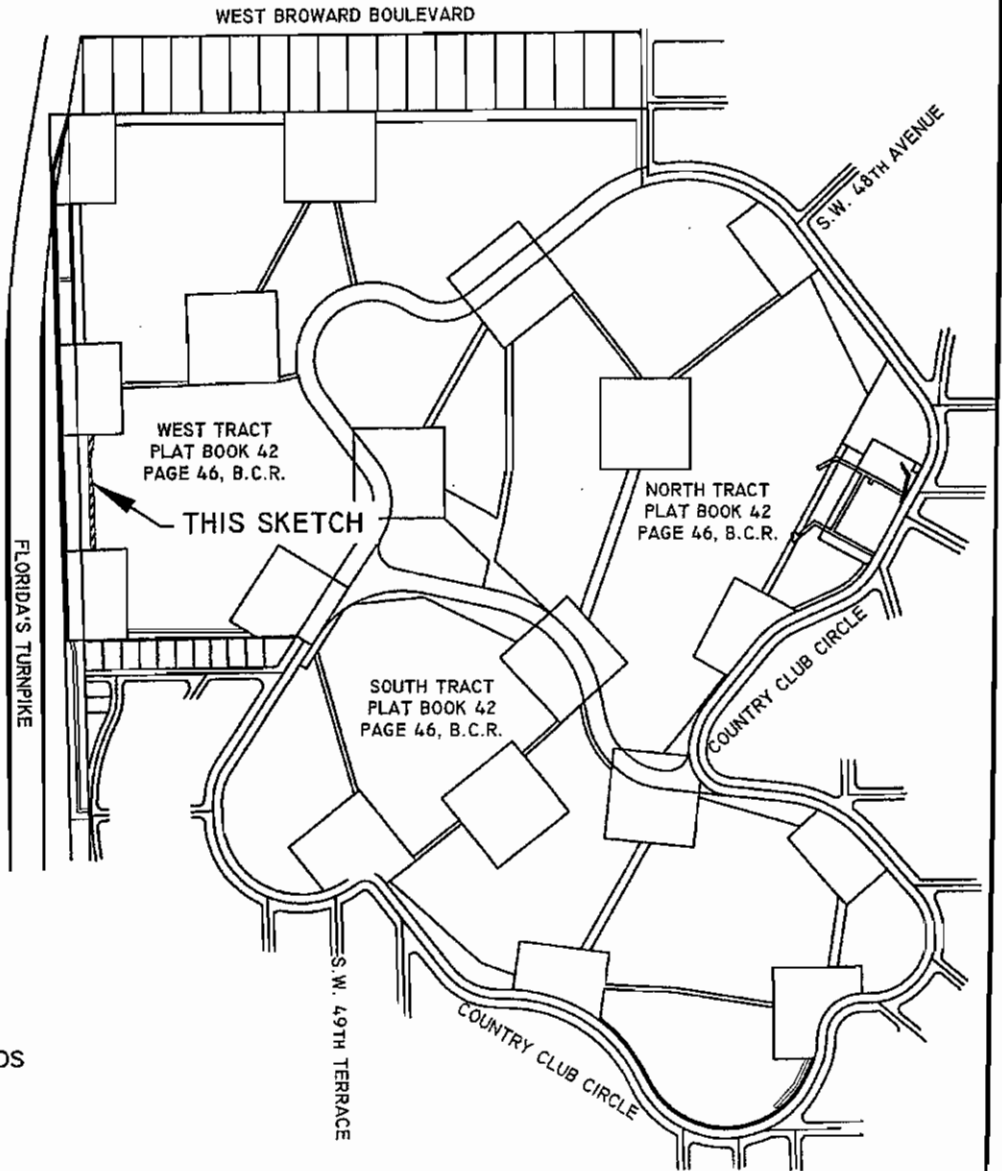 WEST BROWARD BOULEVARD
S.W. 48TH AVENUE
WEST TRACT
PLAT BOOK 42
PAGE 46, B.C.R.
THIS SKETCH
NORTH TRACT
PLAT BOOK 42
PAGE 46, B.C.R.
FLORIDA'S TURNPIKE
COUNTRY CLUB CIRCLE
SOUTH TRACT
PLAT BOOK 42
PAGE 46, B.C.R.
S.W. 49TH TERRACE
COUNTRY CLUB CIRCLE
DS